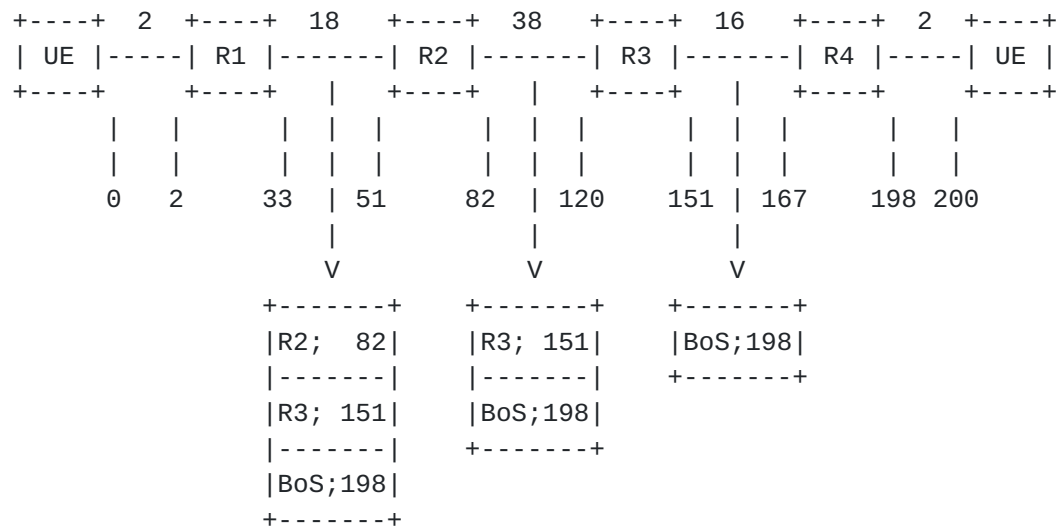 +----+  2  +----+  18   +----+  38   +----+  16   +----+  2  +----+
| UE |-----| R1 |-------| R2 |-------| R3 |-------| R4 |-----| UE |
+----+     +----+   |   +----+   |   +----+   |   +----+     +----+
      |   |      |  |  |      |  |  |      |  |  |      |   |
      |   |      |  |  |      |  |  |      |  |  |      |   |
      0   2     33  | 51     82  | 120    151 | 167    198 200
                    |            |            |
                    V            V            V
                +-------+    +-------+    +-------+
                |R2;  82|    |R3; 151|    |BoS;198|
                |-------|    |-------|    +-------+
                |R3; 151|    |BoS;198|
                |-------|    +-------+
                |BoS;198|
                +-------+